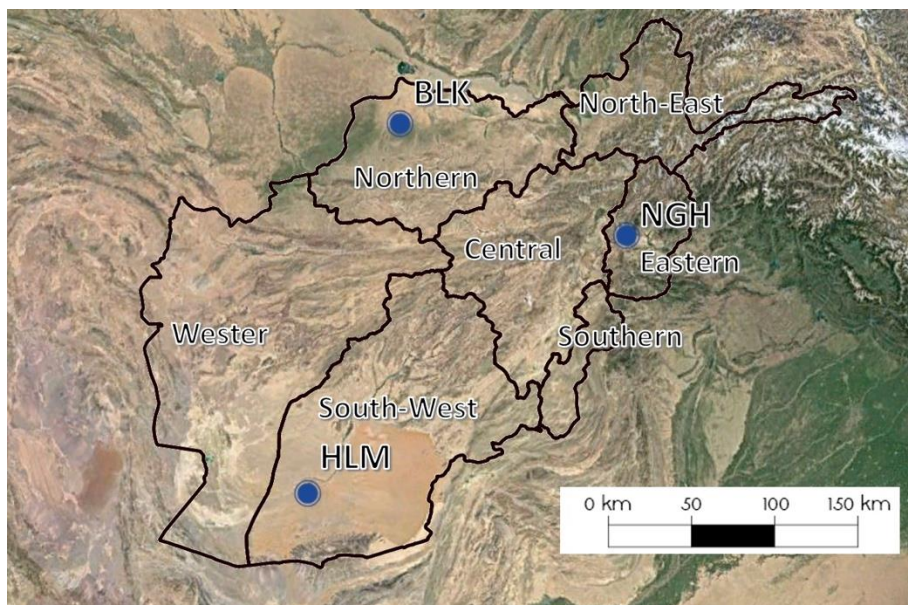 BLK
North-East
Northern
NGH
Central
Eastern
Wester
Southern
South-West
HLM
0 km 50 100 150 km